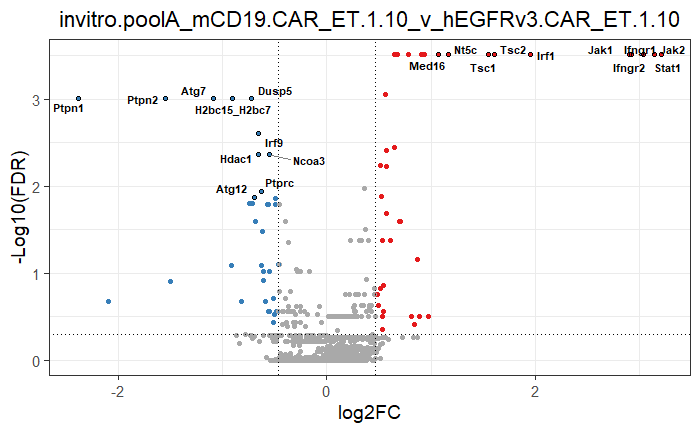 invitro.poolA_mCD19.CAR_ET.1.10_v_hEGFRv3.CAR_ET.1.10
Nt5c Tsc2 Irf1 Jak1 Ifngr1 Jak2
Med16 Tsc1 Ifngr2 Stat1
Atg7 Dusp5
Ptpn1 Ptpn2 H2bc15_H2bc7
Irf9
Hdac1 Ncoa3
Atg12 Ptprc
3
2
1
0
-Log10(FDR)
-2 0 2
log2FC